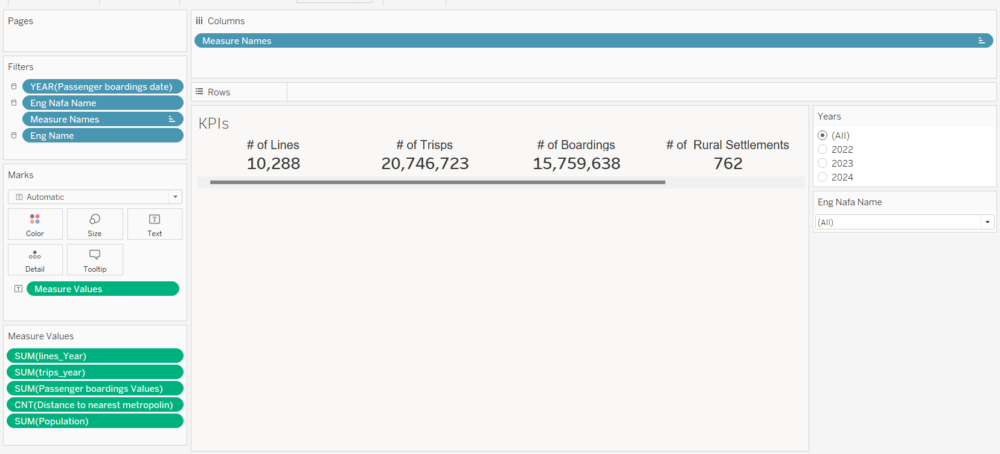 Pages
Columns
Measure Names
Filters
YEAR(Passenger boardings date)
Eng Nafa Name
Measure Names
Eng Name
Rows
Marks
Automatic
Color
Size
Text
Detail
Tooltip
Measure Values
Measure Values
SUM(lines_Year)
SUM(trips_year)
SUM(Passenger boardings Values)
CNT(Distance to nearest metropolin)
SUM(Population)
KPIs
# of Lines
# of Trisps
# of Boardings
# of  Rural Settlements
10,288
20,746,723
15,759,638
762
Years
(All)
2022
2023
2024
Eng Nafa Name
(All)